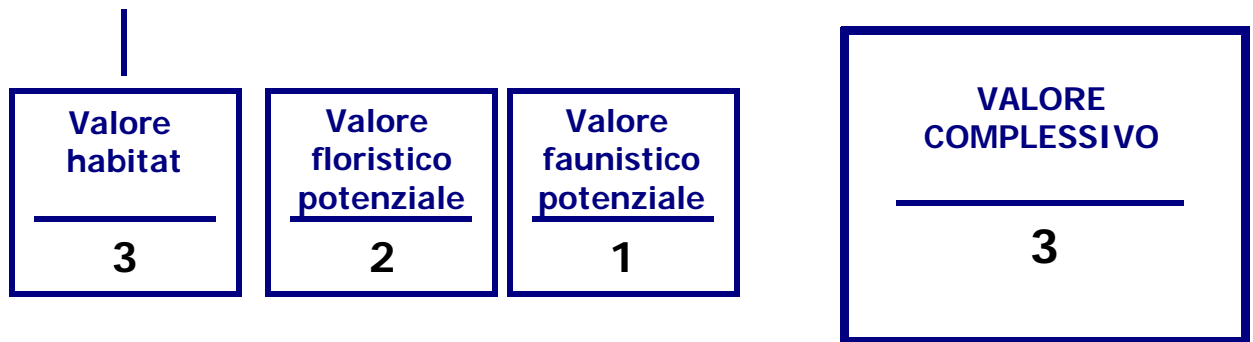 Valore
habitat
3
Valore
floristico
potenziale
2
Valore
faunistico
potenziale
1
VALORE
COMPLESSIVO
3